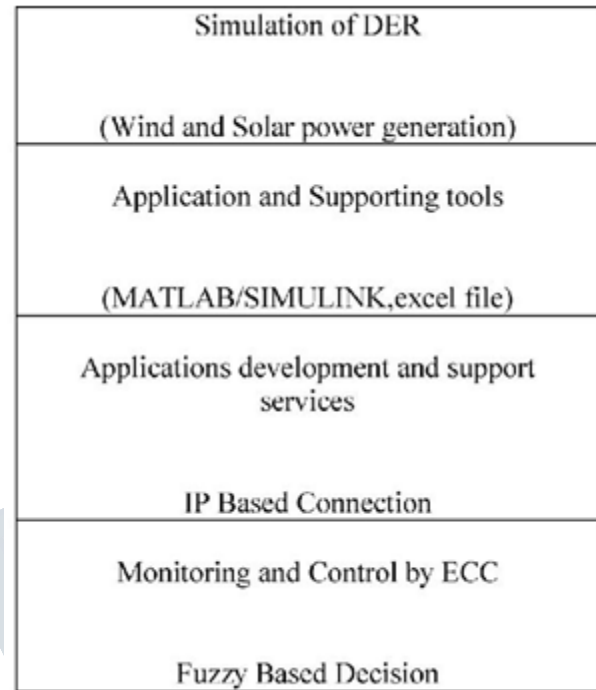 Simulation of DER
(Wind and Solar power generation)
Application and Supporting tools
(MATLAB/SIMULINK,excel file)
Applications development and support
services
IP Based Connection
Monitoring and Control by ECC
Fuzzy Based Decision